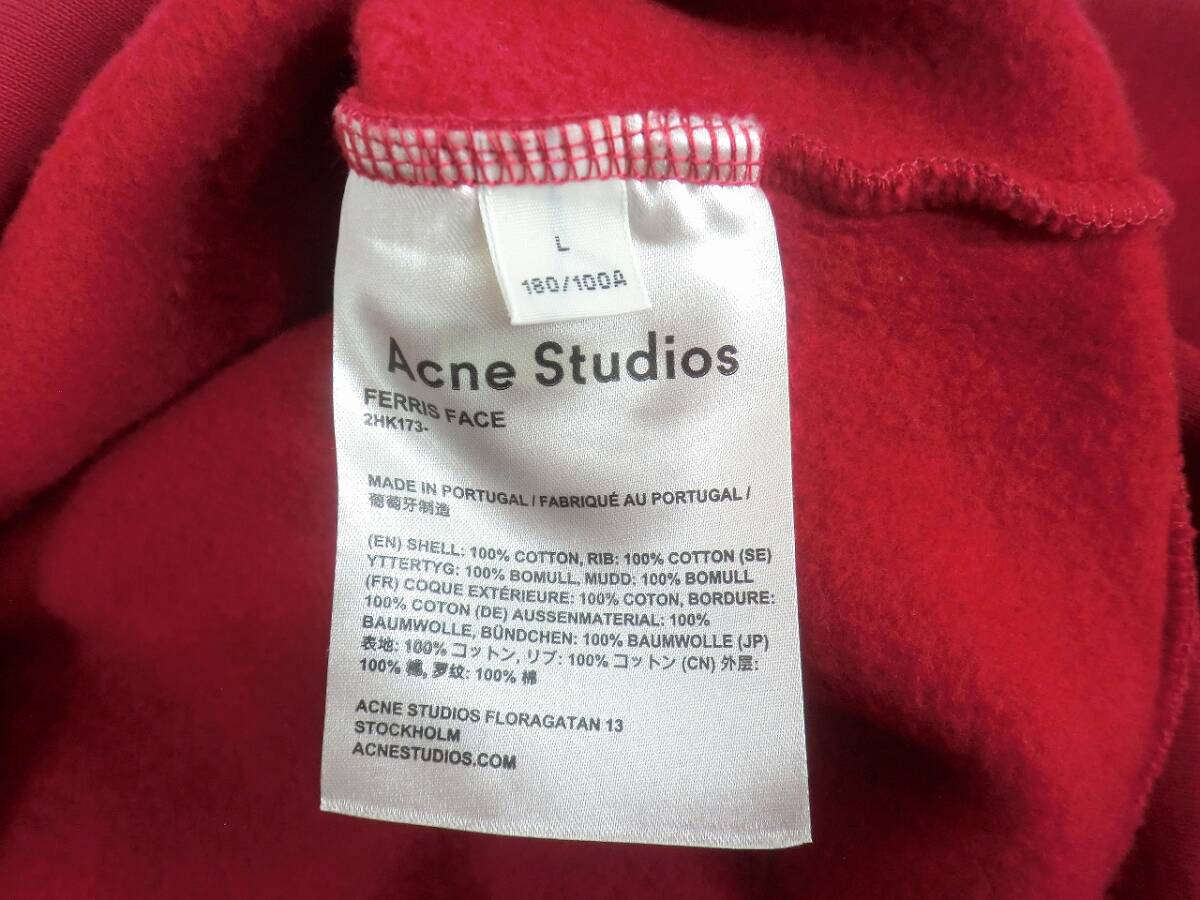 L
180/100A
Acne Studios
FERRIS FACE
2HK173-
MADE IN PORTUGAL / FABRIQUÉ AU PORTUGAL /
葡萄牙制造
(EN) SHELL: 100% COTTON, RIB: 100% COTTON (SE)
YTTERTYG: 100% BOMULL, MUDD: 100% BOMULL
(FR) COQUE EXTÉRIEURE: 100% COTON, BORDURE:
100% COTON (DE) AUSSENMATERIAL: 100%
BAUMWOLLE, BÜNDCHEN: 100% BAUMWOLLE (JP)
表地: 100% コットン, リブ: 100% コットン (CN) 外层:
100% 棉, 罗纹: 100% 棉
ACNE STUDIOS FLORAGATAN 13
STOCKHOLM
ACNESTUDIOS.COM